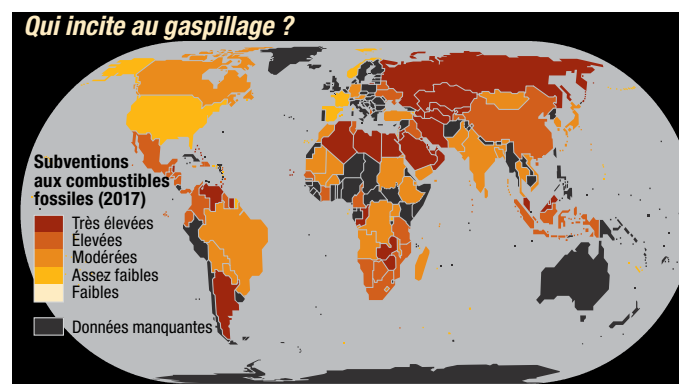 Qui incite au gaspillage ?
Subventions
aux combustibles
fossiles (2017)
Très élevées
Élevées
Modérées
Assez faibles
Faibles
Données manquantes